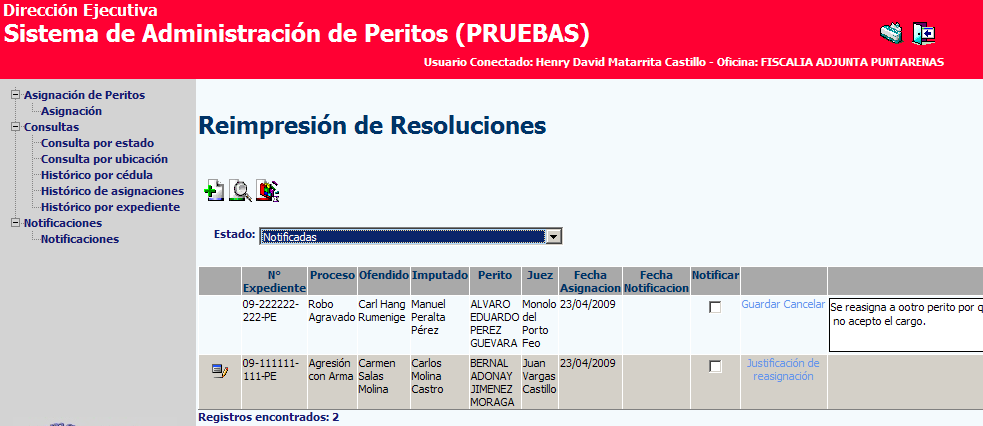 Dirección Ejecutiva
Sistema de Administración de Peritos (PRUEBAS)
Usuario Conectado: Henry David Matarrita Castillo - Oficina: FISCALIA ADJUNTA PUNTARENAS
Asignación de Peritos
Asignación
Consultas
Consulta por estado
Consulta por ubicación
Histórico por cédula
Histórico de asignaciones
Histórico por expediente
Notificaciones
Notificaciones
Reimpresión de Resoluciones
Estado: Notificadas
N° Proceso Ofendido Imputado Perito Juez Fecha Fecha Notificar
Expediente Asignacion Notificacion
09-222222- Robo Carl Hang Manuel ALVARO Monolo 23/04/2009 Guardar Cancelar Se reasigna a ootro perito por q
222-PE Agravado Rumenige Peralta EDUARDO del no acepto el cargo.
Pérez PEREZ Porto
GUEVARA Feo
09-111111- Agresión Carmen Carlos BERNAL Juan 23/04/2009 Justificación de
111-PE con Arma Salas Molina ADONAY Vargas reasignación
Molina Castro JIMENEZ Castillo
MORAGA
Registros encontrados: 2